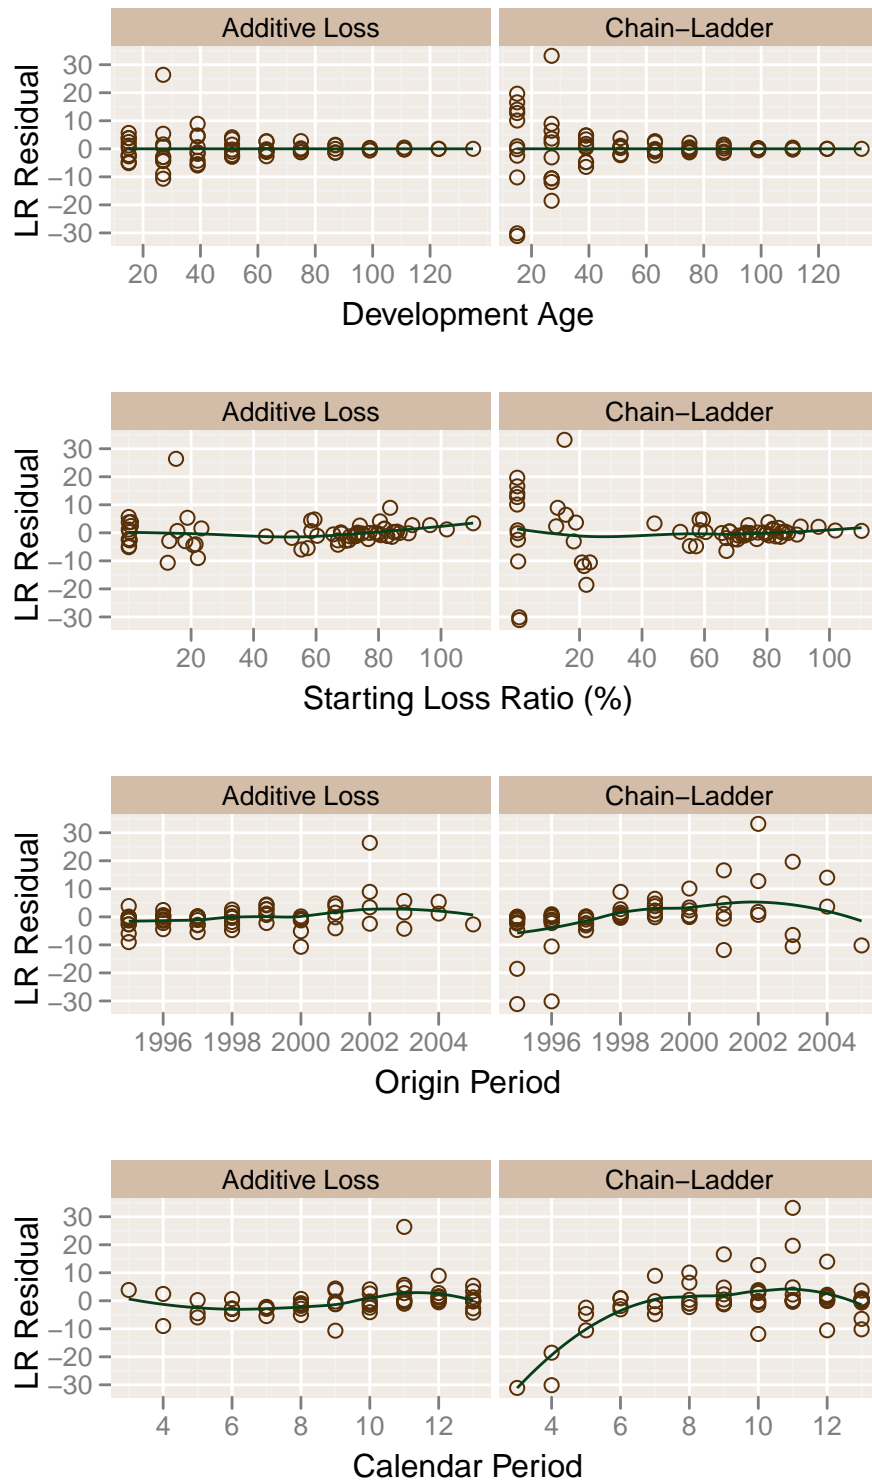 Additive Loss Chain−Ladder
LR Residual
30
20
10
0
−10
−20
−30
20 40 60 80 100 120 20 40 60 80 100 120
Development Age
Additive Loss Chain−Ladder
LR Residual
30
20
10
0
−10
−20
−30
20 40 60 80 100 20 40 60 80 100
Starting Loss Ratio (%)
Additive Loss Chain−Ladder
LR Residual
30
20
10
0
−10
−20
−30
1996 1998 2000 2002 2004 1996 1998 2000 2002 2004
Origin Period
Additive Loss Chain−Ladder
LR Residual
30
20
10
0
−10
−20
−30
4 6 8 10 12 4 6 8 10 12
Calendar Period